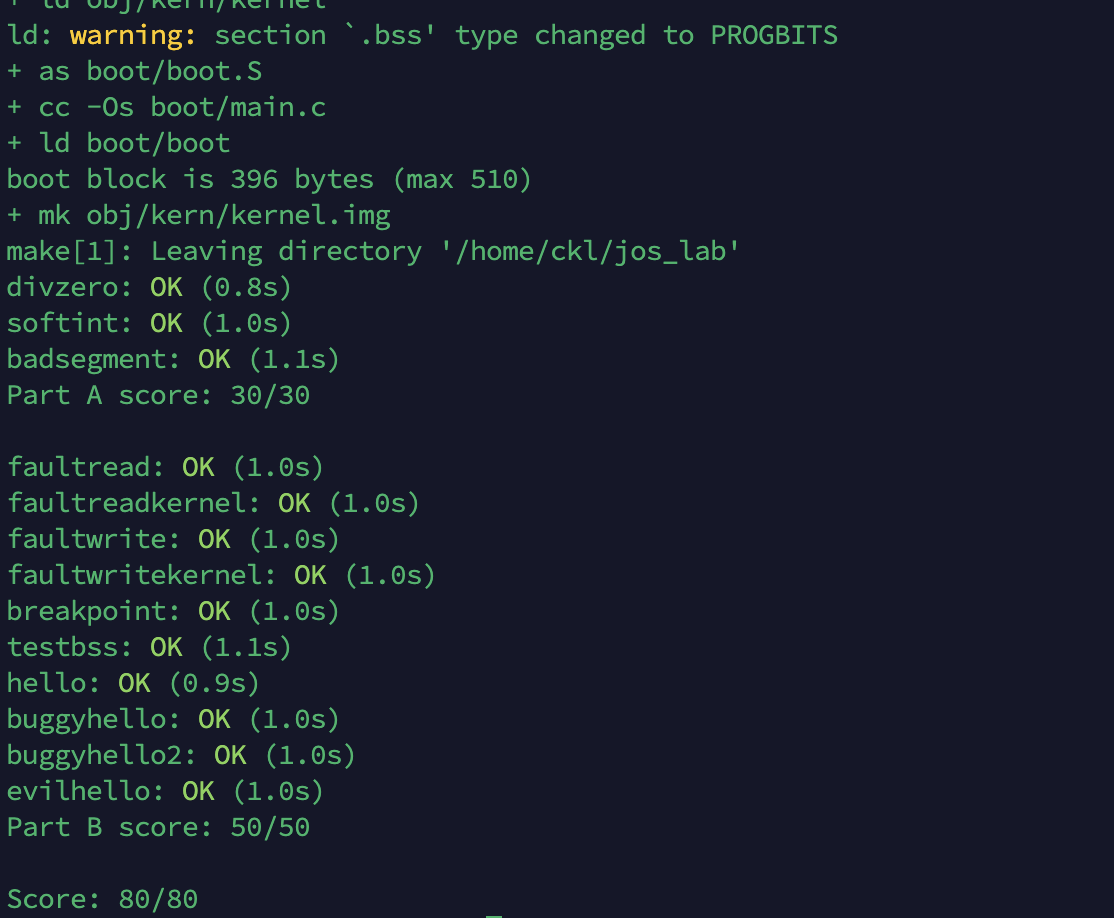 + ld obj/kern/kernel
ld: warning: section `.bss' type changed to PROGBITS
+ as boot/boot.S
+ cc -Os boot/main.c
+ ld boot/boot
boot block is 396 bytes (max 510)
+ mk obj/kern/kernel.img
make[1]: Leaving directory '/home/ckl/jos_lab'
divzero: OK (0.8s)
softint: OK (1.0s)
badsegment: OK (1.1s)
Part A score: 30/30

faultread: OK (1.0s)
faultreadkernel: OK (1.0s)
faultwrite: OK (1.0s)
faultwritekernel: OK (1.0s)
breakpoint: OK (1.0s)
testbss: OK (1.1s)
hello: OK (0.9s)
buggyhello: OK (1.0s)
buggyhello2: OK (1.0s)
evilhello: OK (1.0s)
Part B score: 50/50

Score: 80/80